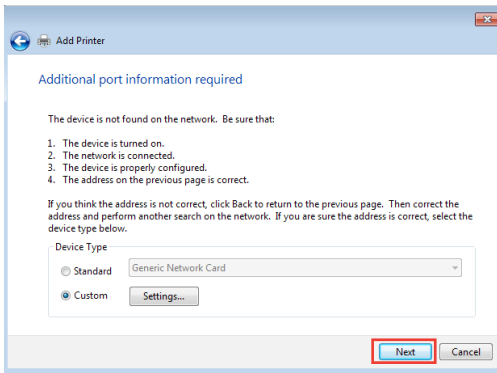 Add Printer
Additional port information required
The device is not found on the network. Be sure that:
1. The device is turned on.
2. The network is connected.
3. The device is properly configured.
4. The address on the previous page is correct.
If you think the address is not correct, click Back to return to the previous page. Then correct the
address and perform another search on the network. If you are sure the address is correct, select the
device type below.
Device Type
Standard
Generic Network Card
Custom
Settings...
Next
Cancel